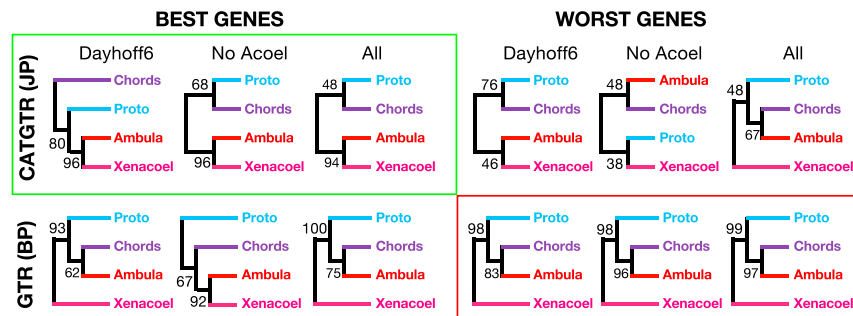 BEST GENES
WORST GENES
CATGTR (JP)
Dayhoff6
Chords
Proto
80
Ambula
96
Xenacoel
No Acoel
68
Proto
Chords
Ambula
96
Xenacoel
All
48
Proto
Chords
Ambula
94
Xenacoel
Dayhoff6
76
Proto
Chords
Ambula
46
Xenacoel
No Acoel
48
Ambula
Chords
Proto
38
Xenacoel
All
48
Proto
Chords
67
Ambula
Xenacoel
GTR (BP)
93
Proto
Chords
62
Ambula
Xenacoel
Proto
Chords
67
Ambula
92
Xenacoel
100
Proto
Chords
75
Ambula
Xenacoel
98
Proto
Chords
83
Ambula
Xenacoel
98
Proto
Chords
96
Ambula
Xenacoel
99
Proto
Chords
97
Ambula
Xenacoel